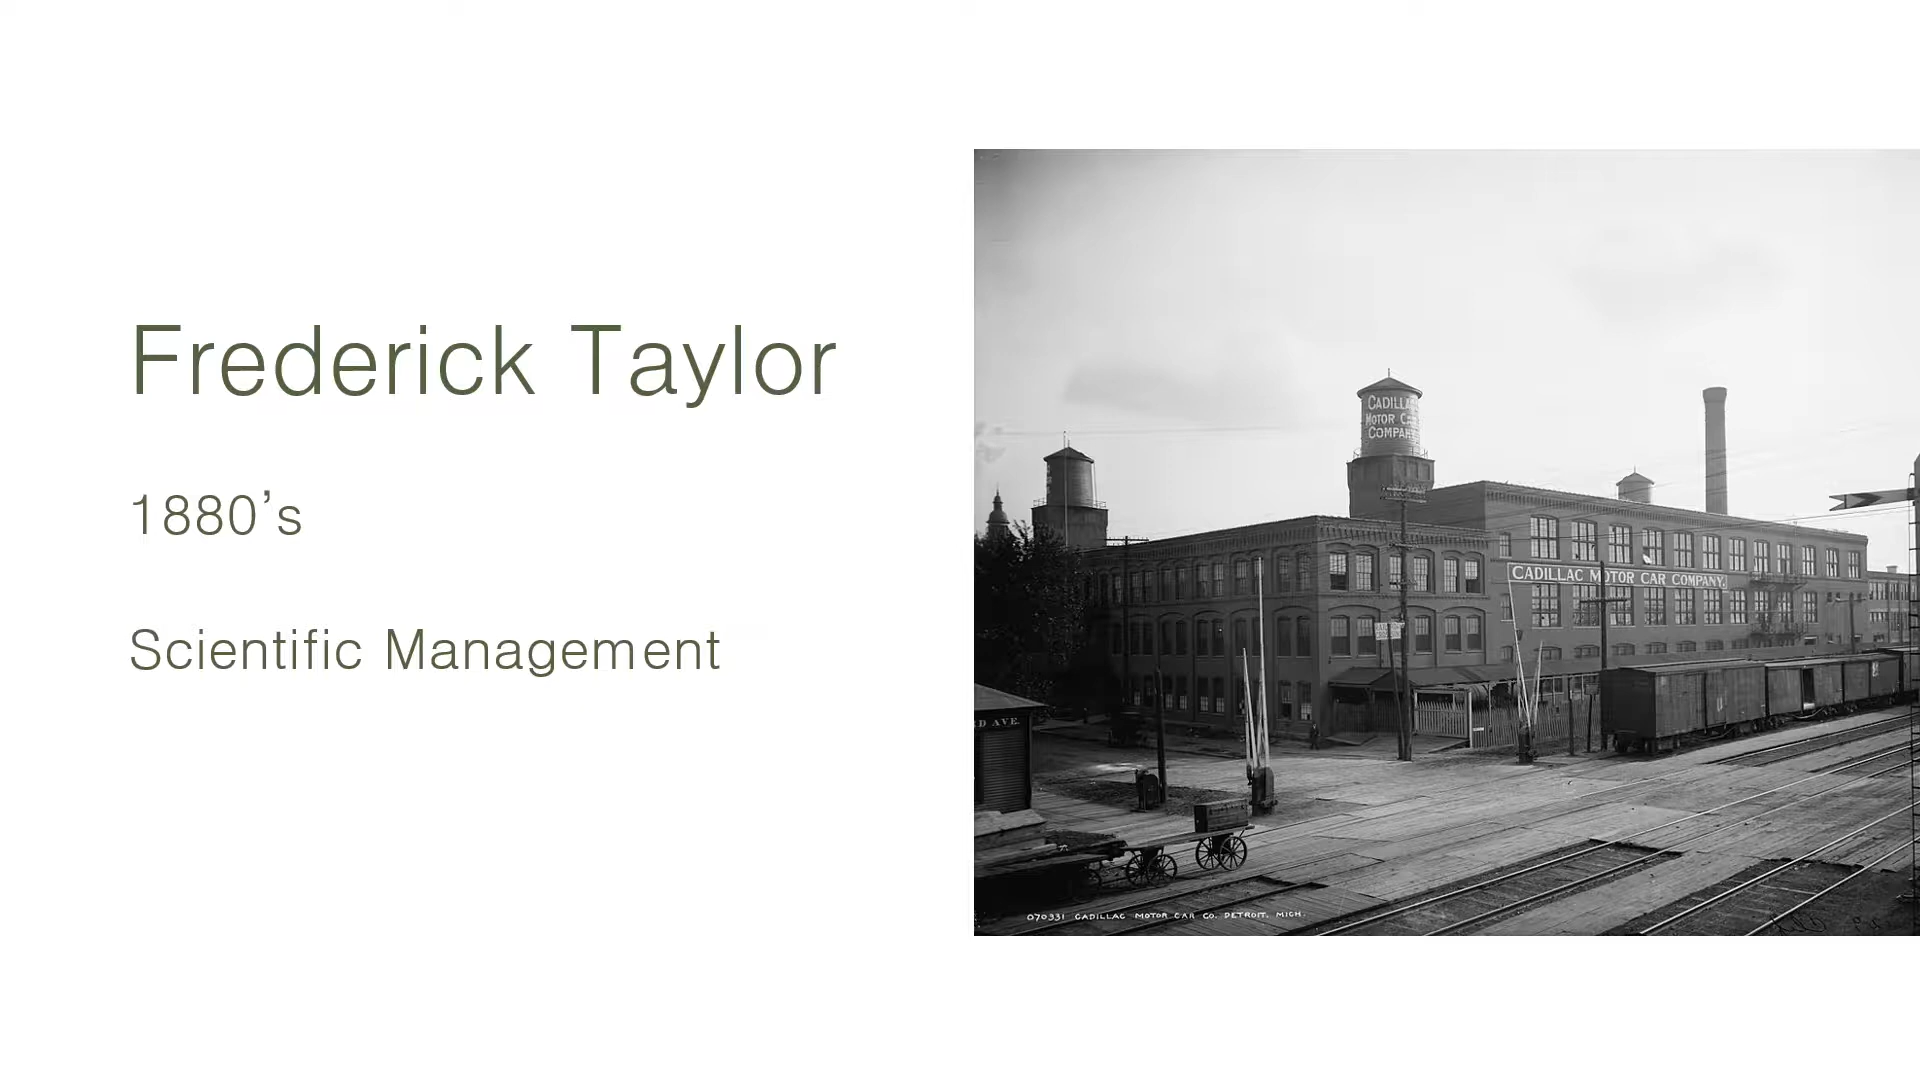 Frederick Taylor
1880’s
Scientific Management
CADILLAC
MOTOR CAR
COMPANY
CADILLAC MOTOR CAR COMPANY.
RD AVE.
070331 CADILLAC MOTOR CAR CO. DETROIT, MICH.